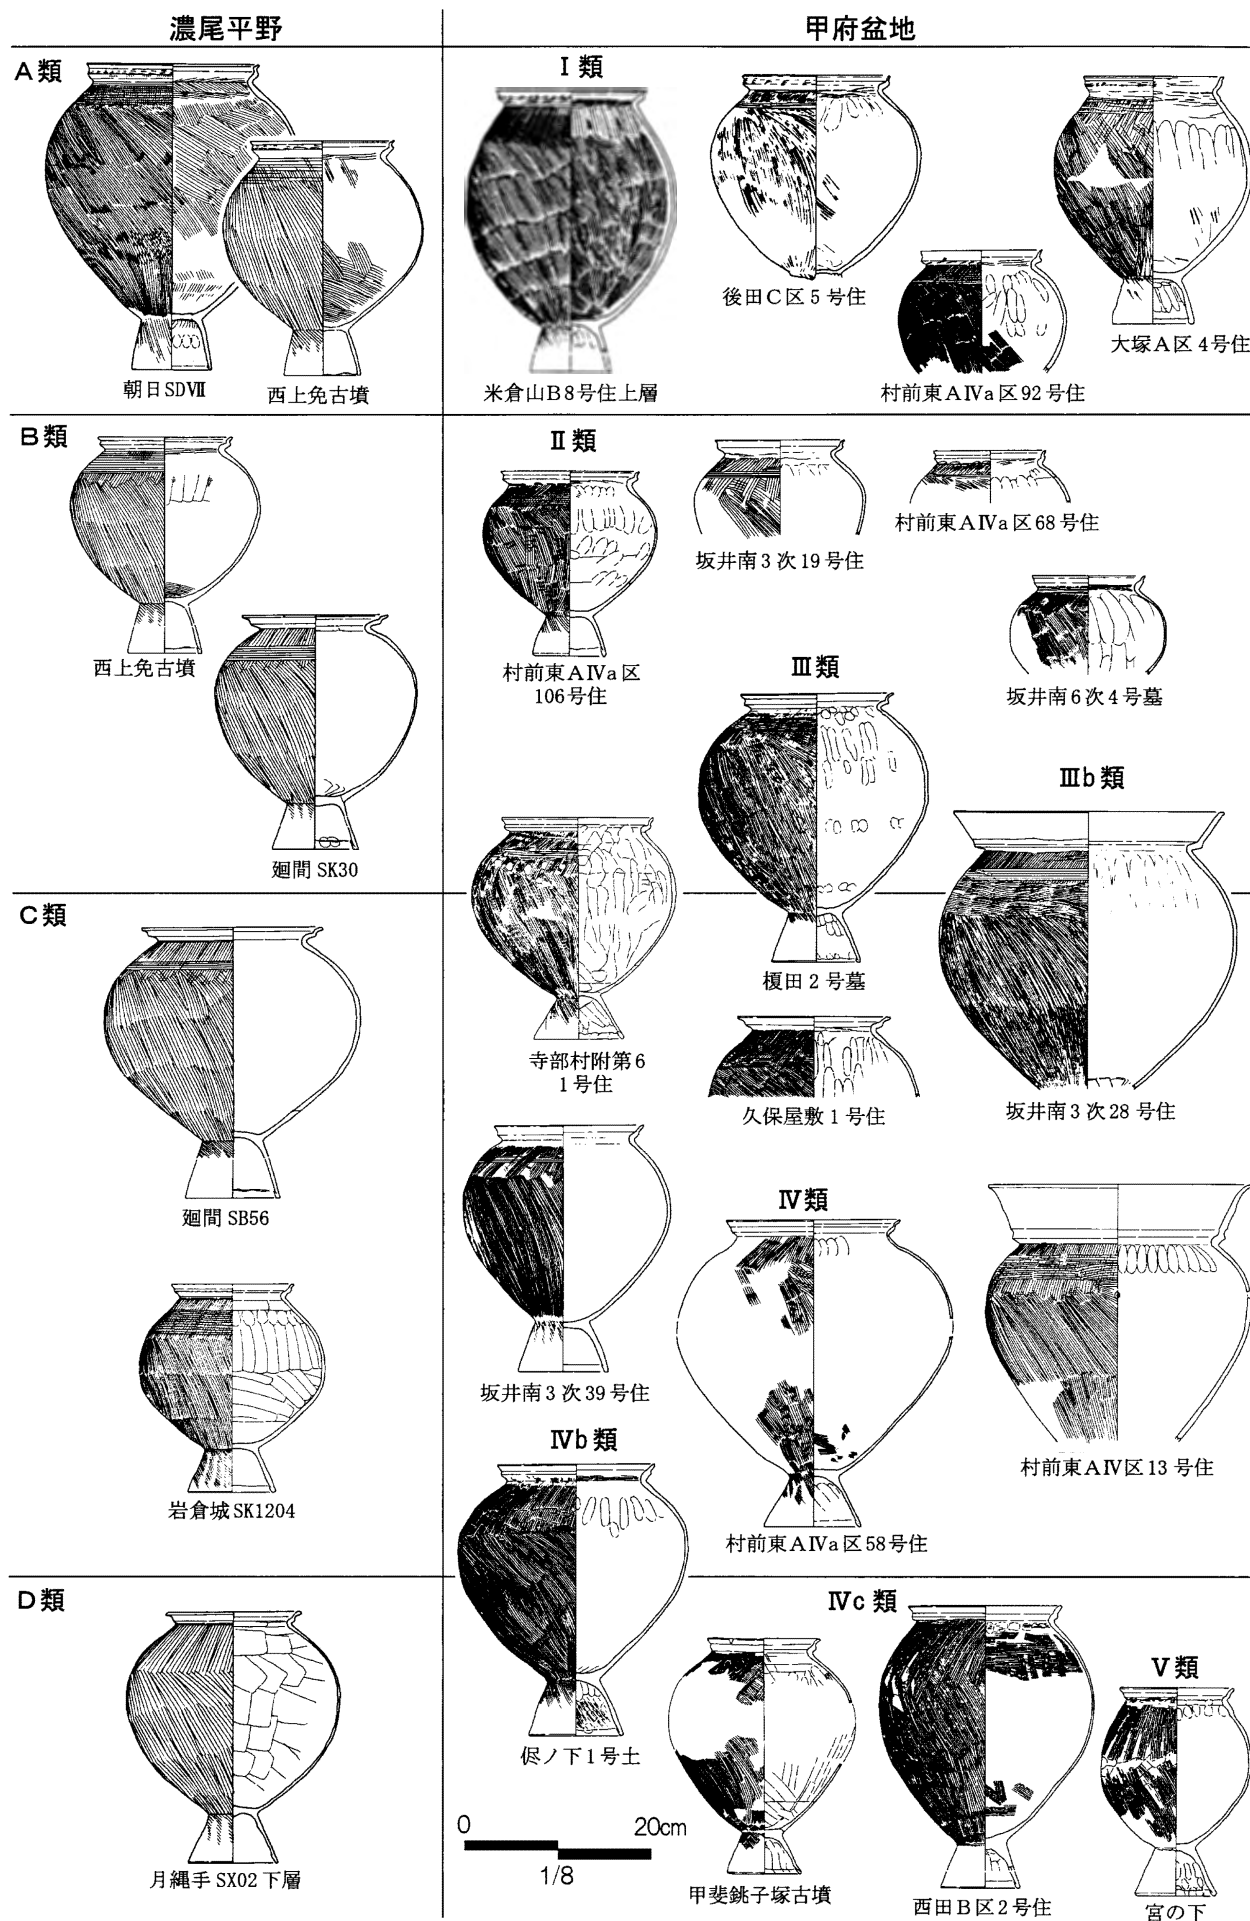 濃尾平野
甲府盆地
A類
朝日SDⅦ
西上免古墳
Ⅰ類
米倉山B8号住上層
後田C区5号住
村前東AⅣa区92号住
大塚A区4号住
B類
西上免古墳
廻間 SK30
Ⅱ類
村前東AⅣa区
106号住
坂井南3次19号住
村前東AⅣa区68号住
坂井南6次4号墓
Ⅲ類
榎田2号墓
Ⅲb類
坂井南3次28号住
寺部村附第6
1号住
久保屋敷1号住
C類
廻間 SB56
岩倉城SK1204
坂井南3次39号住
Ⅳ類
村前東AⅣa区58号住
村前東AⅣ区13号住
Ⅳb類
侭ノ下1号土
D類
月縄手SX02下層
Ⅳc類
甲斐銚子塚古墳
西田B区2号住
Ⅴ類
宮の下
0
20cm
1/8